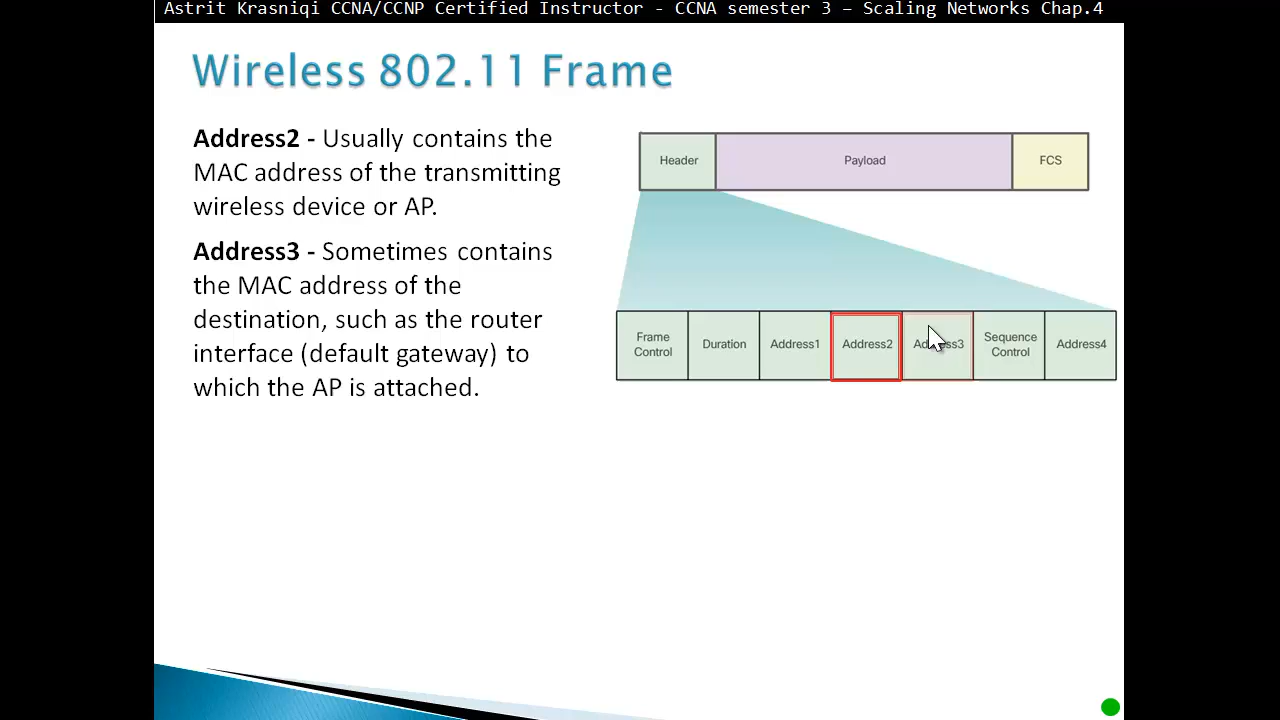 Astrit Krasniqi CCNA/CCNP Certified Instructor - CCNA semester 3 – Scaling Networks Chap.4
Wireless 802.11 Frame
Address2 - Usually contains the
MAC address of the transmitting
wireless device or AP.
Address3 - Sometimes contains
the MAC address of the
destination, such as the router
interface (default gateway) to
which the AP is attached.
Header
Payload
FCS
Frame
Control
Duration
Address1
Address2
Address3
Sequence
Control
Address4